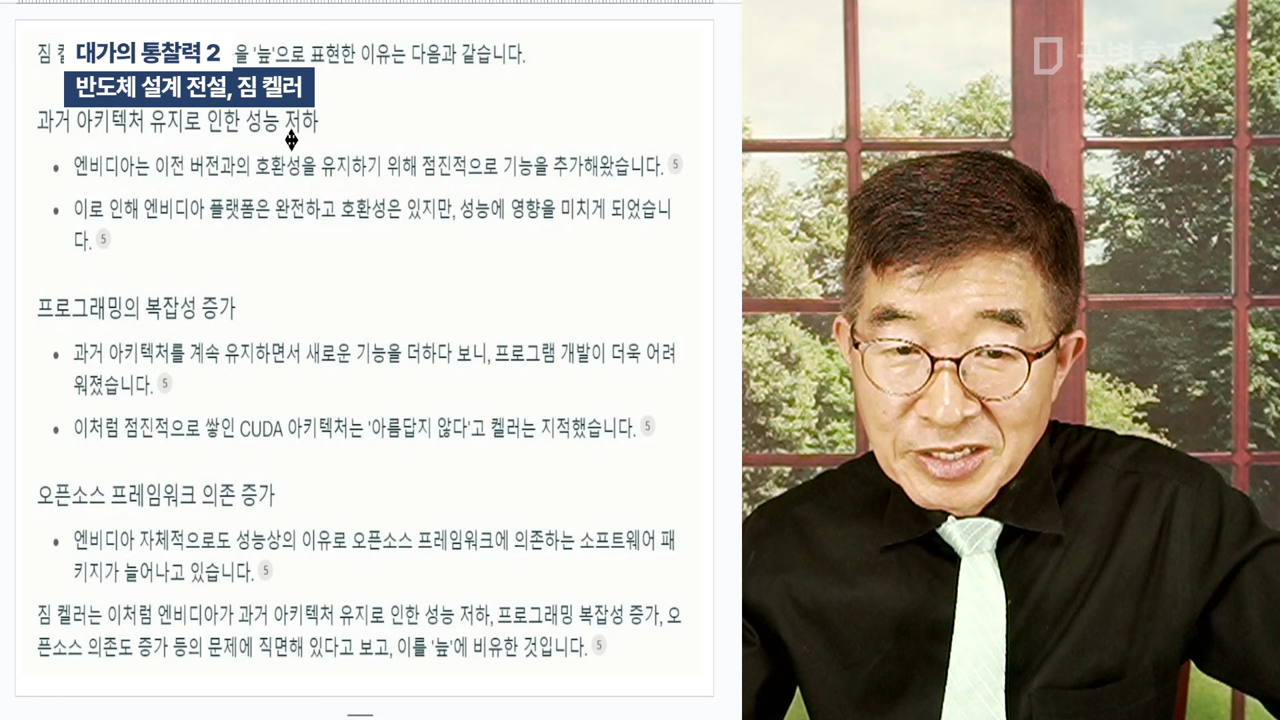 대가의 통찰력 2
반도체 설계 전설, 짐 켈러
짐 을 '늪'으로 표현한 이유는 다음과 같습니다.
과거 아키텍처 유지로 인한 성능 저하
• 엔비디아는 이전 버전과의 호환성을 유지하기 위해 점진적으로 기능을 추가해왔습니다. 5
• 이로 인해 엔비디아 플랫폼은 완전하고 호환성은 있지만, 성능에 영향을 미치게 되었습니
다. 5
프로그래밍의 복잡성 증가
• 과거 아키텍처를 계속 유지하면서 새로운 기능을 더하다 보니, 프로그램 개발이 더욱 어려
워졌습니다. 5
• 이처럼 점진적으로 쌓인 CUDA 아키텍처는 '아름답지 않다'고 켈러는 지적했습니다. 5
오픈소스 프레임워크 의존 증가
• 엔비디아 자체적으로도 성능상의 이유로 오픈소스 프레임워크에 의존하는 소프트웨어 패
키지가 늘어나고 있습니다. 5
짐 켈러는 이처럼 엔비디아가 과거 아키텍처 유지로 인한 성능 저하, 프로그래밍 복잡성 증가, 오
픈소스 의존도 증가 등의 문제에 직면해 있다고 보고, 이를 '늪'에 비유한 것입니다. 5
공병호TV